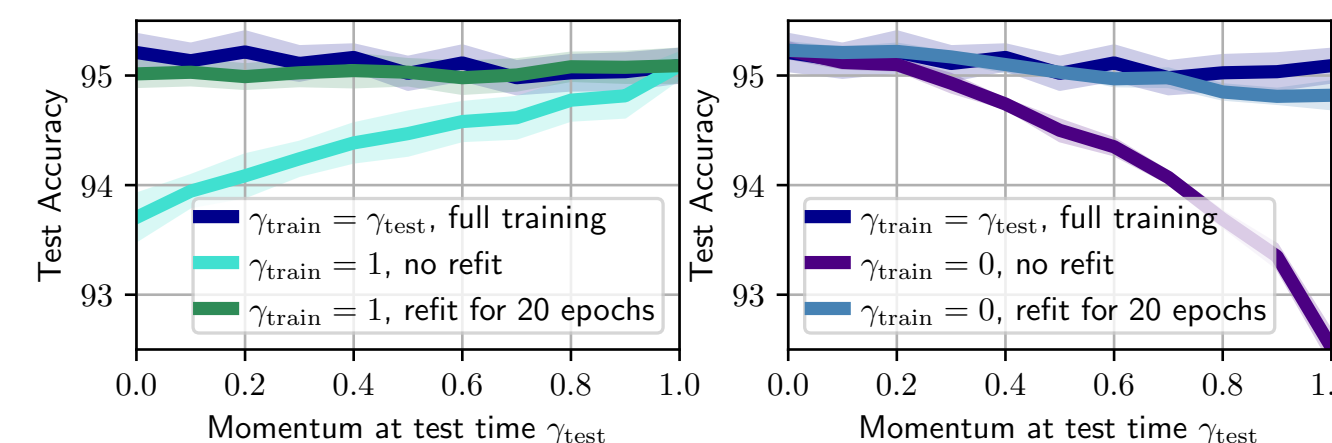 Test Accuracy
95
94
93
γtrain = γtest, full training
γtrain = 1, no refit
γtrain = 1, refit for 20 epochs
0.0 0.2 0.4 0.6 0.8 1.0
Momentum at test time γtest
Test Accuracy
95
94
93
γtrain = γtest, full training
γtrain = 0, no refit
γtrain = 0, refit for 20 epochs
0.0 0.2 0.4 0.6 0.8 1.
Momentum at test time γtest